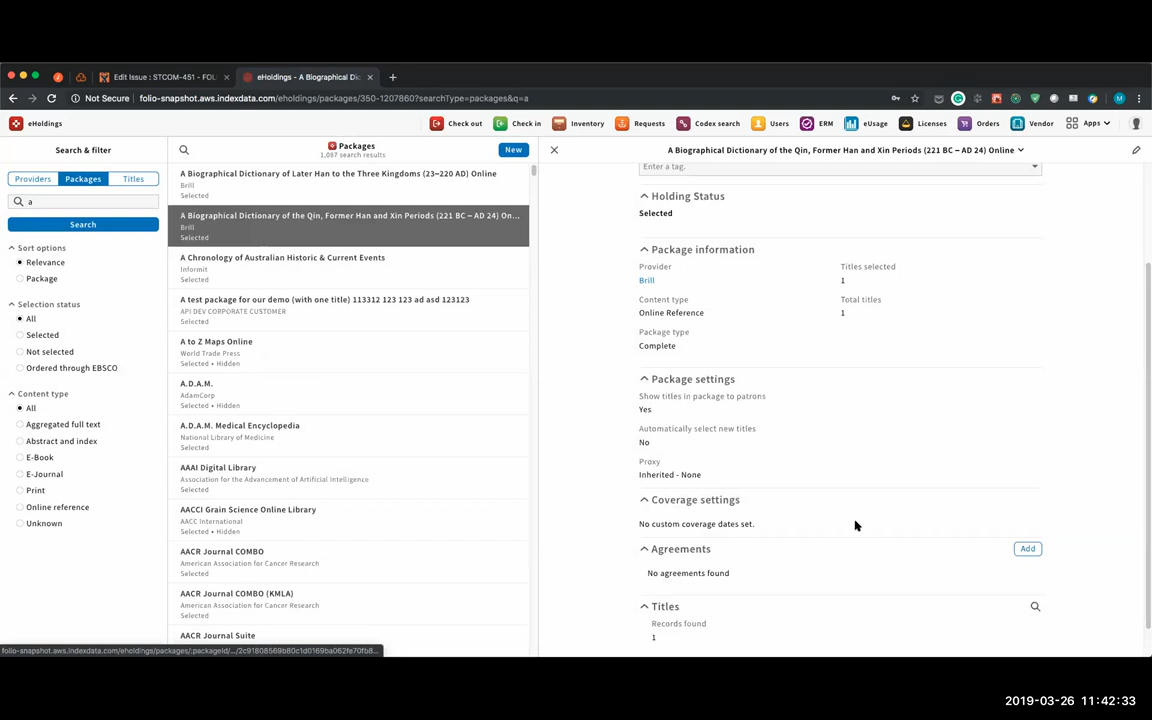 Edit Issue : STCOM-451 - FOL
eHoldings - A Biographical Dic
Not Secure
folio-snapshot.aws.indexdata.com/eholdings/packages/350-1207860?searchType=packages&q=a
M
eHoldings
Check out
Check in
Inventory
Requests
Codex search
Users
ERM
eUsage
Licenses
Orders
Vendor
Apps
Search & filter
Providers
Packages
Titles
a
Search
Sort options
Relevance
Package
Selection status
All
Selected
Not selected
Ordered through EBSCO
Content type
All
Aggregated full text
Abstract and index
E-Book
E-Journal
Print
Online reference
Unknown
Packages
1,087 search results
New
A Biographical Dictionary of Later Han to the Three Kingdoms (23–220 AD) Online
Brill
Selected
A Biographical Dictionary of the Qin, Former Han and Xin Periods (221 BC – AD 24) On...
Brill
Selected
A Chronology of Australian Historic & Current Events
Informit
Selected
A test package for our demo (with one title) 113312 123 123 ad asd 123123
API DEV CORPORATE CUSTOMER
Selected
A to Z Maps Online
World Trade Press
Selected • Hidden
A.D.A.M.
AdamCorp
Selected • Hidden
A.D.A.M. Medical Encyclopedia
National Library of Medicine
Selected
AAAI Digital Library
Association for the Advancement of Artificial Intelligence
Selected
AACCI Grain Science Online Library
AACC International
Selected • Hidden
AACR Journal COMBO
American Association for Cancer Research
Selected
AACR Journal COMBO (KMLA)
American Association for Cancer Research
Selected
AACR Journal Suite
A Biographical Dictionary of the Qin, Former Han and Xin Periods (221 BC – AD 24) Online
Enter a tag.
Holding Status
Selected
Package information
Provider
Brill
Titles selected
1
Content type
Online Reference
Total titles
1
Package type
Complete
Package settings
Show titles in package to patrons
Yes
Automatically select new titles
No
Proxy
Inherited - None
Coverage settings
No custom coverage dates set.
Agreements
Add
No agreements found
Titles
Records found
1
folio-snapshot.aws.indexdata.com/eholdings/packages/:packageId/.../2c91808569b80c1d0169ba062fe70fb8...
2019-03-26 11:42:33